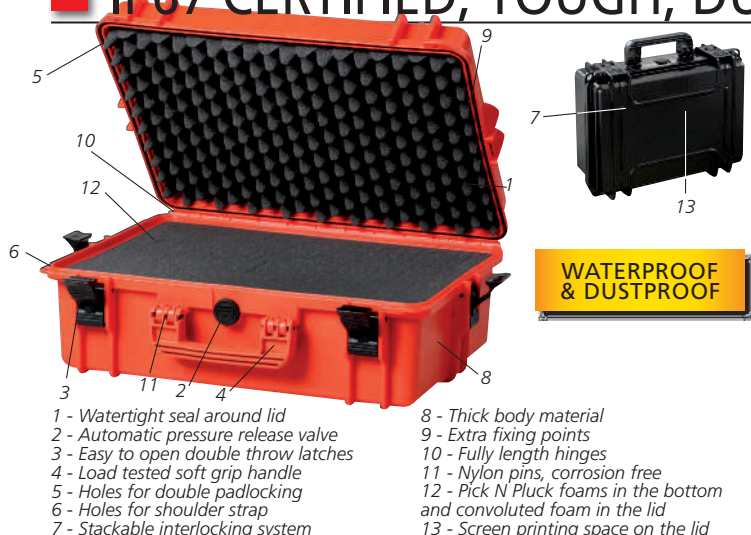 IP67 CERTIFIED, TOUGH, DU
9
5
7
10
1
12
13
6
WATERPROOF
& DUSTPROOF
8
11
2
4
3
1 - Watertight seal around lid
2 - Automatic pressure release valve
3 - Easy to open double throw latches
4 - Load tested soft grip handle
5 - Holes for double padlocking
6 - Holes for shoulder strap
7 - Stackable interlocking system
8 - Thick body material
9 - Extra fixing points
10 - Fully length hinges
11 - Nylon pins, corrosion free
12 - Pick N Pluck foams in the bottom
and convoluted foam in the lid
13 - Screen printing space on the lid